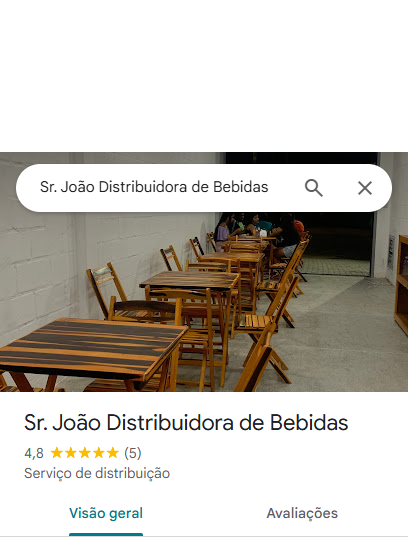 Sr. João Distribuidora de Bebidas
Sr. João Distribuidora de Bebidas
4,8 (5)
Serviço de distribuição
Visão geral Avaliações